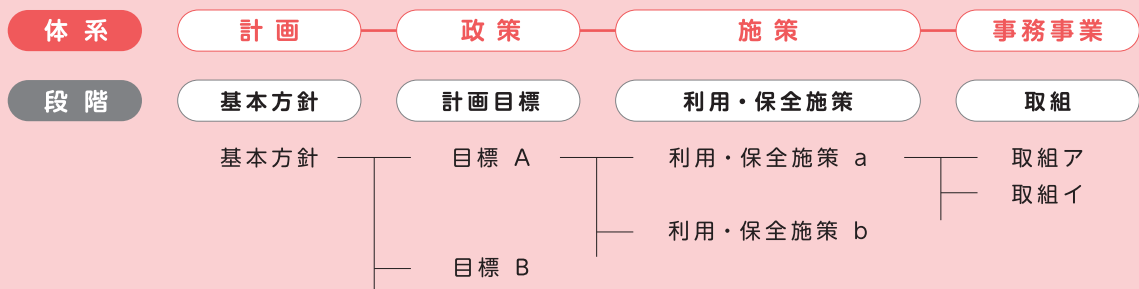 体系 計画 政策 施策 事務事業
段階 基本方針 計画目標 利用・保全施策 取組
基本方針 目標 A 利用・保全施策 a 取組ア
取組イ
利用・保全施策 b
目標 B